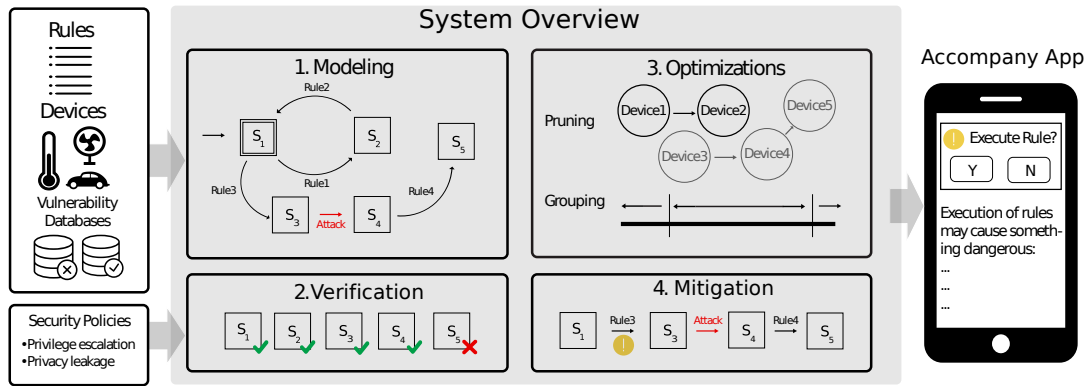 System Overview
Rules
Devices
Vulnerability
Databases
Security Policies
•Privilege escalation
•Privacy leakage
1. Modeling
Rule2
S1
S2
S5
Rule1
Rule3
Rule4
S3
Attack
S4
3. Optimizations
Pruning
Device1
Device2
Device5
Device3
Device4
Grouping
2.Verification
S1
S2
S3
S4
S5
4. Mitigation
S1
Rule3
!
S3
Attack
S4
Rule4
S5
Accompany App
! Execute Rule?
Y N
Execution of rules
may cause someth-
ing dangerous:
...
...
...